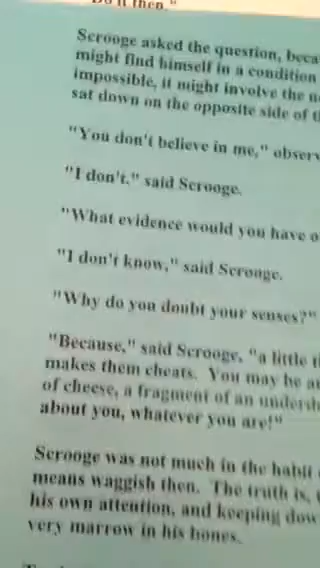 Do it then."
Scrooge asked the question, beca
might find himself in a condition
impossible, it might involve the n
sat down on the opposite side of t
"You don't believe in me," observ
"I don't," said Scrooge.
"What evidence would you have o
"I don't know," said Scrooge.
"Why do you doubt your senses?"
"Because," said Scrooge, "a little t
makes them cheats. You may be a
of cheese, a fragment of an underd
about you, whatever you are!"
Scrooge was not much in the habit
means waggish then. The truth is,
his own attention, and keeping dow
very marrow in his bones.